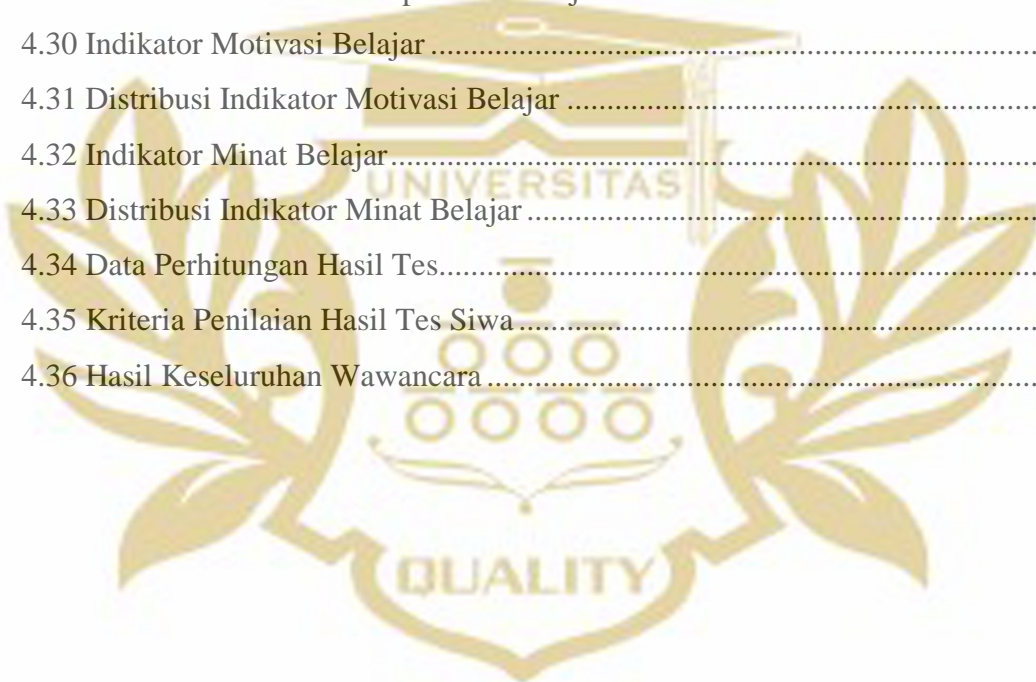 4.30 Indikator Motivasi Belajar
4.31 Distribusi Indikator Motivasi Belajar
4.32 Indikator Minat Belajar
UNIVERSITAS
4.33 Distribusi Indikator Minat Belajar
4.34 Data Perhitungan Hasil Tes
4.35 Kriteria Penilaian Hasil Tes Siwa
4.36 Hasil Keseluruhan Wawancara
QUALITY